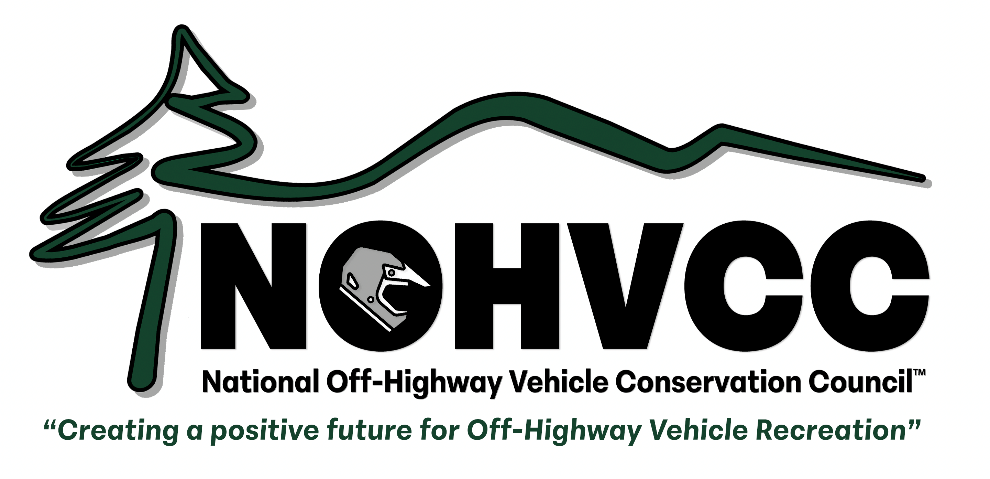 NOHVCC
National Off-Highway Vehicle Conservation Council™
“Creating a positive future for Off-Highway Vehicle Recreation”